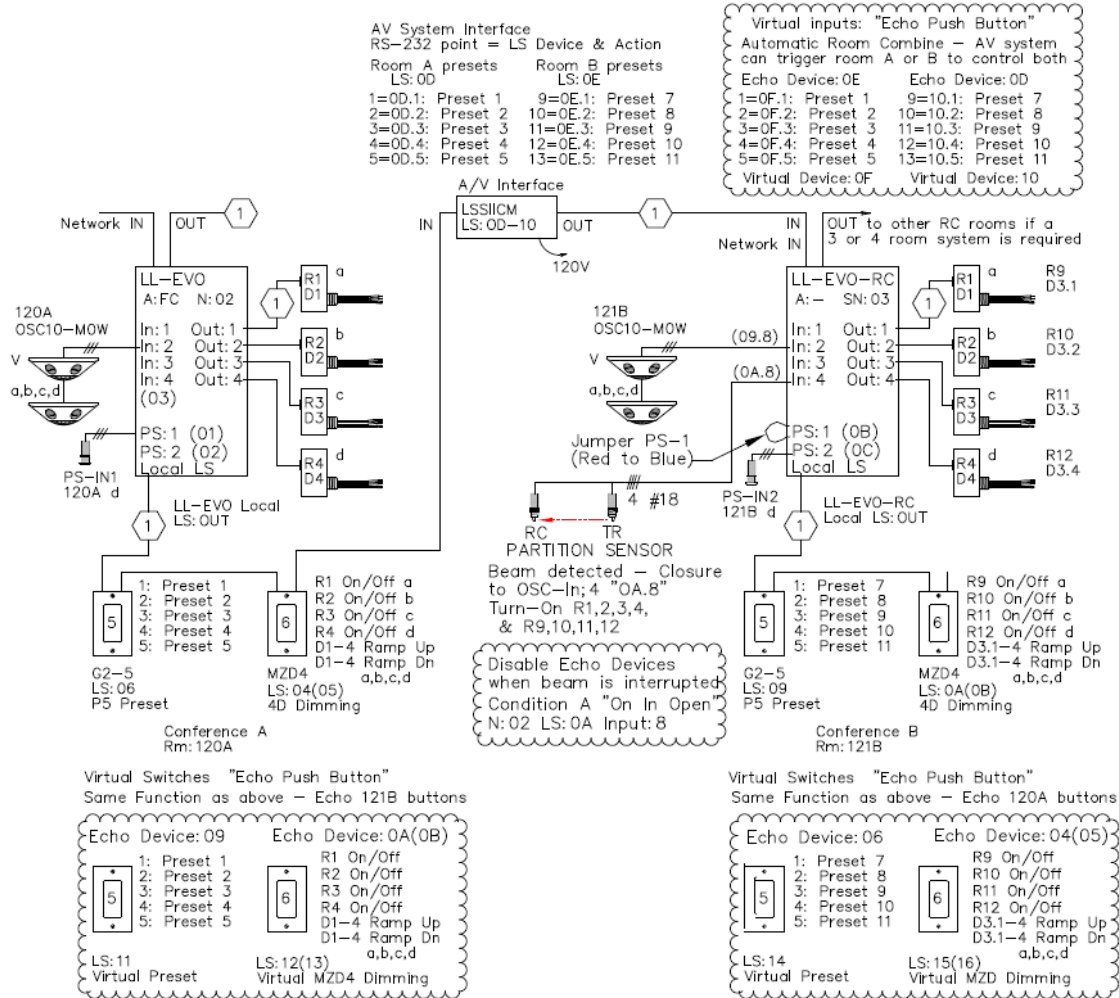 AV System Interface
RS-232 point = LS Device & Action
Room A presets
LS: 0D
1=0D.1: Preset 1
2=0D.2: Preset 2
3=0D.3: Preset 3
4=0D.4: Preset 4
5=0D.5: Preset 5
Room B presets
LS: 0E
9=0E.1: Preset 7
10=0E.2: Preset 8
11=0E.3: Preset 9
12=0E.4: Preset 10
13=0E.5: Preset 11
Virtual inputs: "Echo Push Button"
Automatic Room Combine – AV system
can trigger room A or B to control both
Echo Device: 0E
1=0F.1: Preset 1
2=0F.2: Preset 2
3=0F.3: Preset 3
4=0F.4: Preset 4
5=0F.5: Preset 5
Virtual Device: 0F
Echo Device: 0D
9=10.1: Preset 7
10=10.2: Preset 8
11=10.3: Preset 9
12=10.4: Preset 10
13=10.5: Preset 11
Virtual Device: 10
Network IN
OUT
1
A/V Interface
IN
LSSIICM
LS: 0D-10
OUT
120V
1
IN
Network IN
OUT to other RC rooms if a
3 or 4 room system is required
LL-EVO
A: FC N: 02
In: 1 Out: 1
In: 2 Out: 2
In: 3 Out: 3
In: 4 Out: 4
(03)
PS: 1 (01)
PS: 2 (02)
Local LS
120A
OSC10-MOW
V
a,b,c,d
PS-IN1
120A d
1
R1
D1
a
R2
D2
b
R3
D3
c
R4
D4
d
LL-EVO Local
LS: OUT
1
LL-EVO-RC
A: – SN: 03
In: 1 Out: 1
In: 2 Out: 2
In: 3 Out: 3
In: 4 Out: 4
PS: 1 (0B)
PS: 2 (0C)
Local LS
121B
OSC10-MOW
V
a,b,c,d
(09.8)
(0A.8)
Jumper PS-1
(Red to Blue)
PS-IN2
121B d
1
R1
D1
a
R9
D3.1
R2
D2
b
R10
D3.2
R3
D3
c
R11
D3.3
R4
D4
d
R12
D3.4
LL-EVO-RC
Local LS: OUT
1
4 #18
RC
TR
PARTITION SENSOR
Beam detected – Closure
to OSC-In; 4 "0A.8"
Turn-On R1,2,3,4,
& R9,10,11,12
Disable Echo Devices
when beam is interrupted
Condition A "On In Open"
N: 02 LS: 0A Input: 8
5
1: Preset 1
2: Preset 2
3: Preset 3
4: Preset 4
5: Preset 5
G2-5
LS: 06
P5 Preset
6
R1 On/Off a
R2 On/Off b
R3 On/Off c
R4 On/Off d
D1-4 Ramp Up
D1-4 Ramp Dn
a,b,c,d
MZD4
LS: 04(05)
4D Dimming
Conference A
Rm: 120A
5
1: Preset 7
2: Preset 8
3: Preset 9
4: Preset 10
5: Preset 11
G2-5
LS: 09
P5 Preset
6
R9 On/Off a
R10 On/Off b
R11 On/Off c
R12 On/Off d
D3.1-4 Ramp Up
D3.1-4 Ramp Dn
a,b,c,d
MZD4
LS: 0A(0B)
4D Dimming
Conference B
Rm: 121B
Virtual Switches "Echo Push Button"
Same Function as above – Echo 121B buttons
Echo Device: 09
5
1: Preset 1
2: Preset 2
3: Preset 3
4: Preset 4
5: Preset 5
LS: 11
Virtual Preset
Echo Device: 0A(0B)
6
R1 On/Off
R2 On/Off
R3 On/Off
R4 On/Off
D1-4 Ramp Up
D1-4 Ramp Dn
a,b,c,d
LS: 12(13)
Virtual MZD4 Dimming
Virtual Switches "Echo Push Button"
Same Function as above – Echo 120A buttons
Echo Device: 06
5
1: Preset 7
2: Preset 8
3: Preset 9
4: Preset 10
5: Preset 11
LS: 14
Virtual Preset
Echo Device: 04(05)
6
R9 On/Off
R10 On/Off
R11 On/Off
R12 On/Off
D3.1-4 Ramp Up
D3.1-4 Ramp Dn
a,b,c,d
LS: 15(16)
Virtual MZD Dimming